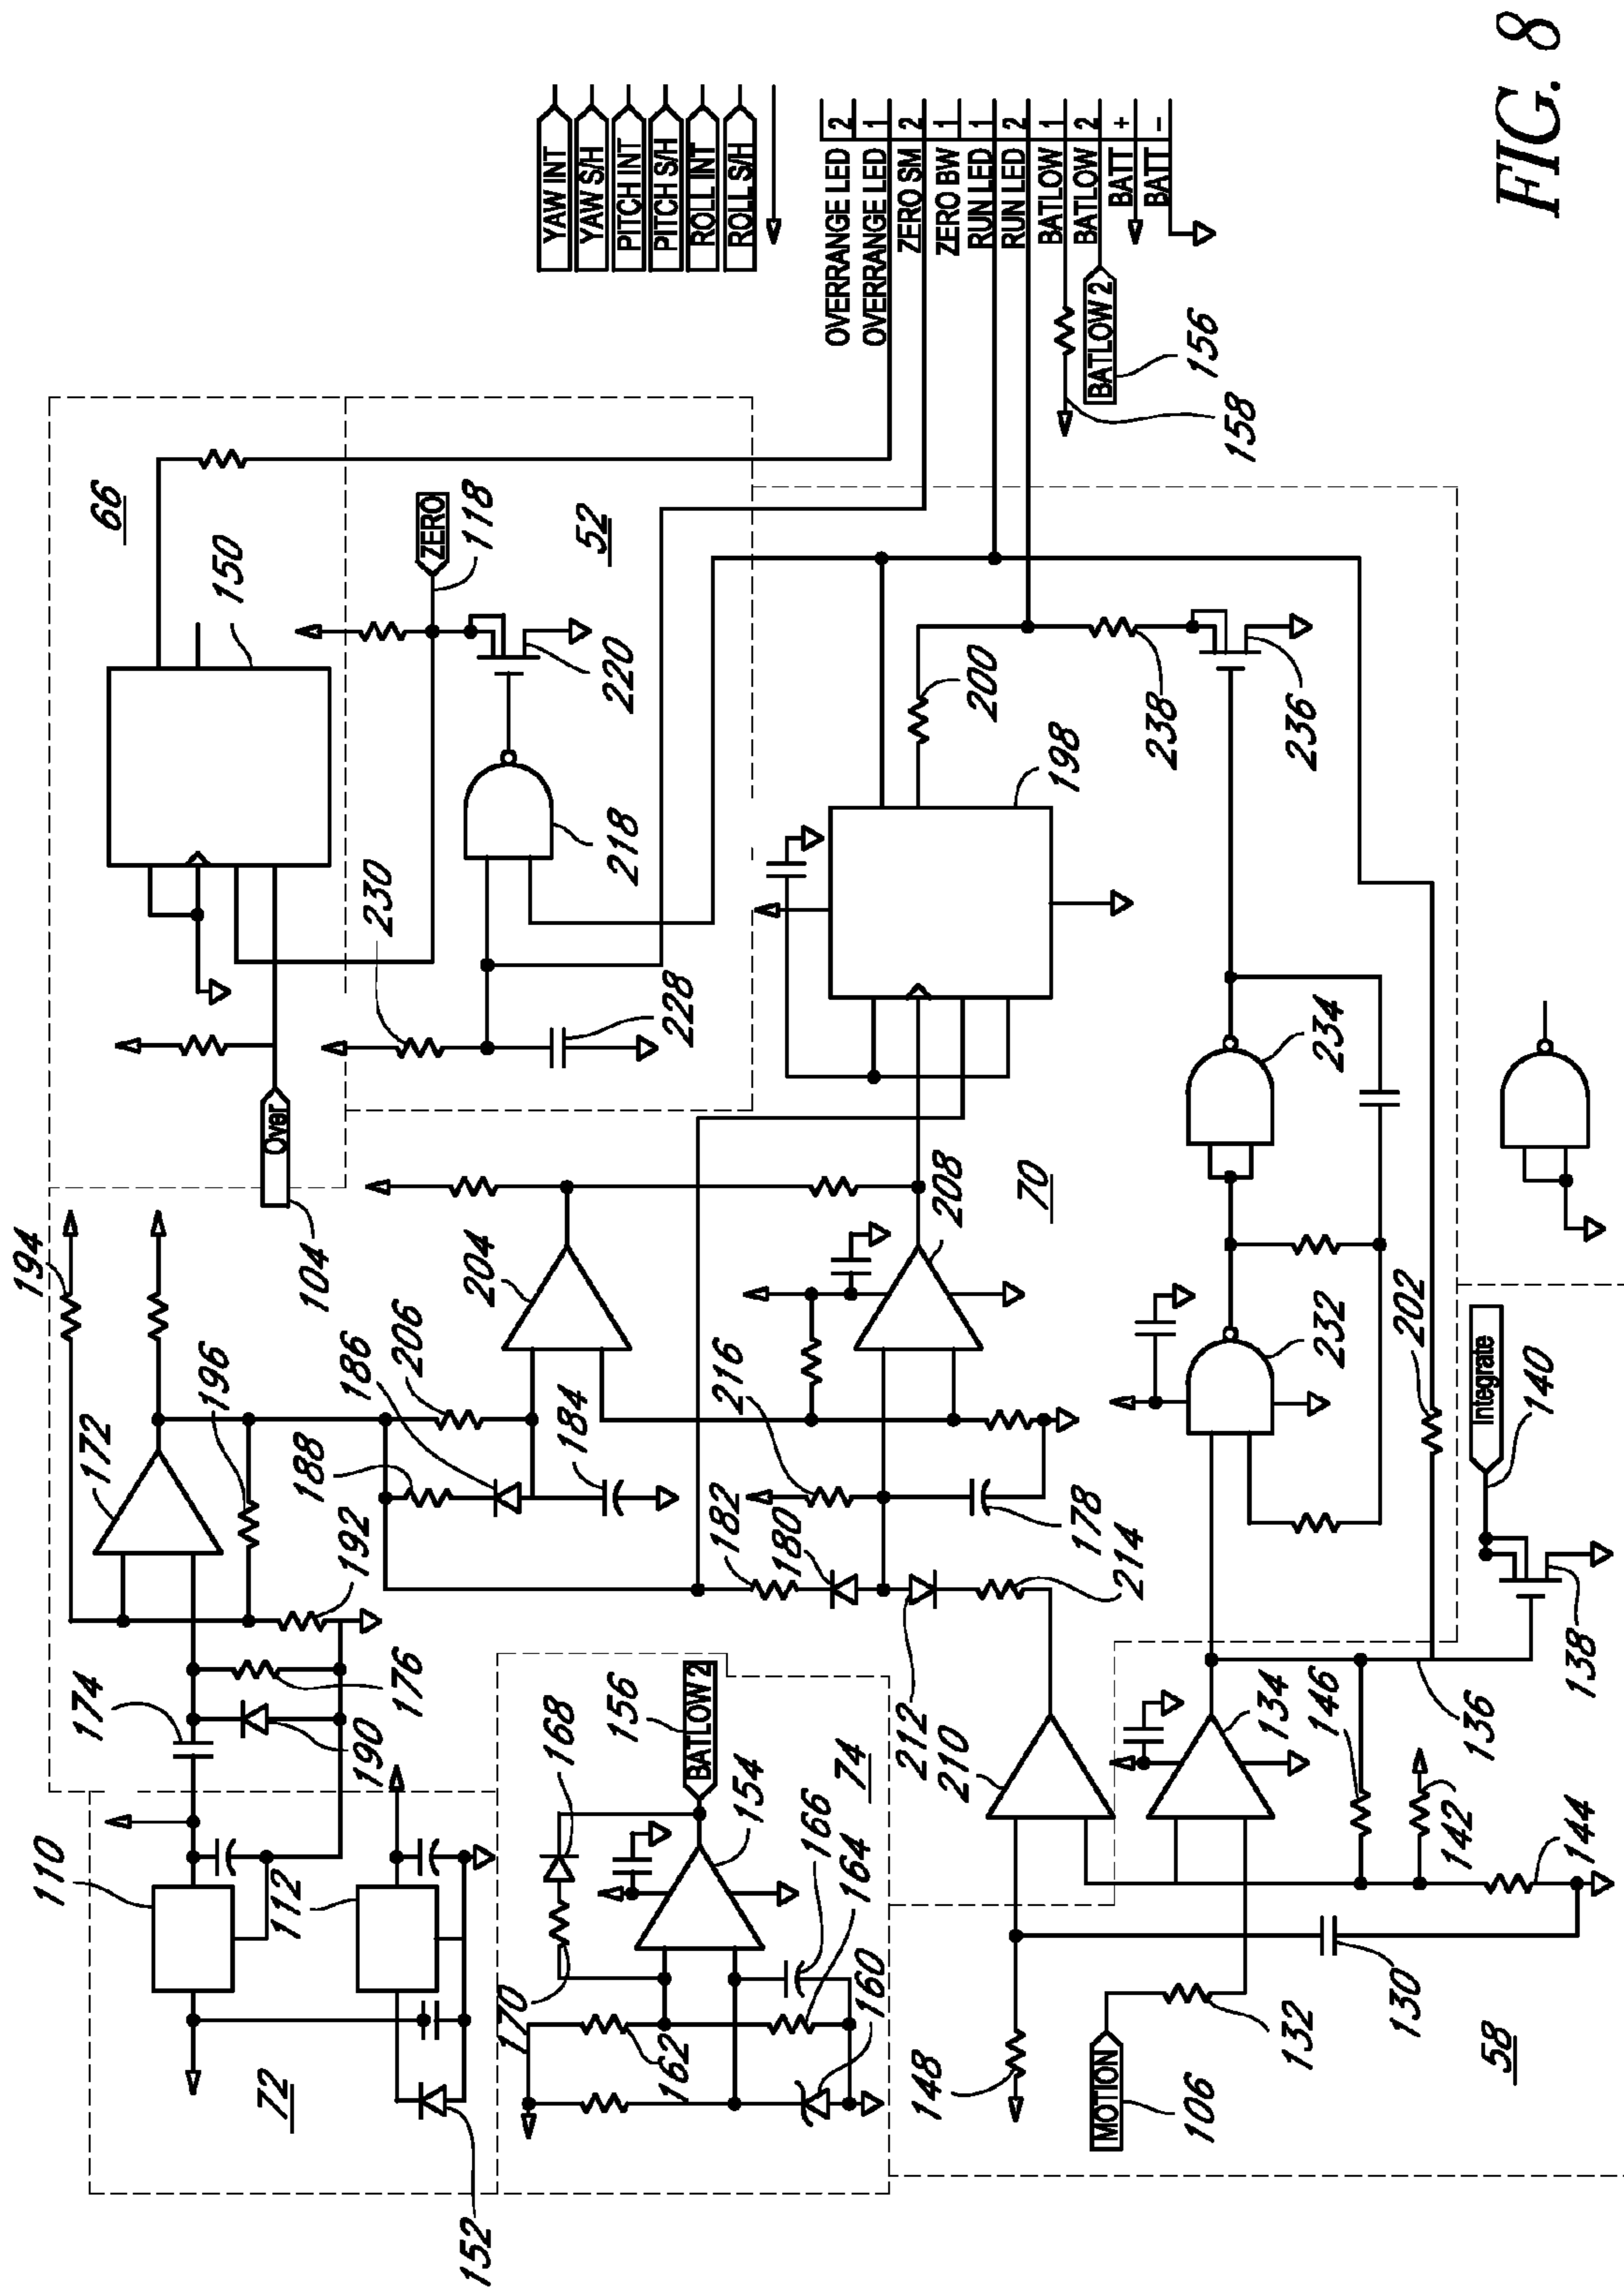 YAW INT
YAW S/H
PITCH INT
PITCH S/H
ROLL INT
ROLL S/H
OVERRANGE LED 2
OVERRANGE LED 1
ZERO SM 2
ZERO BW 1
RUN LED 1
RUN LED 2
BATLOW 1
BATLOW 2
BATT +
BATT -
BATLOW 2
156
158
66
150
ZERO
118
52
220
218
230
228
Over
104
194
172
196
192
174
176
190
110
112
72
152
204
206
186
188
184
208
70
216
182
180
178
214
212
210
198
200
238
236
234
232
202
BATLOW 2
156
168
154
74
166
164
160
170
162
148
MOTION
106
132
130
58
134
146
136
142
144
138
Integrate
140
FIG. 8